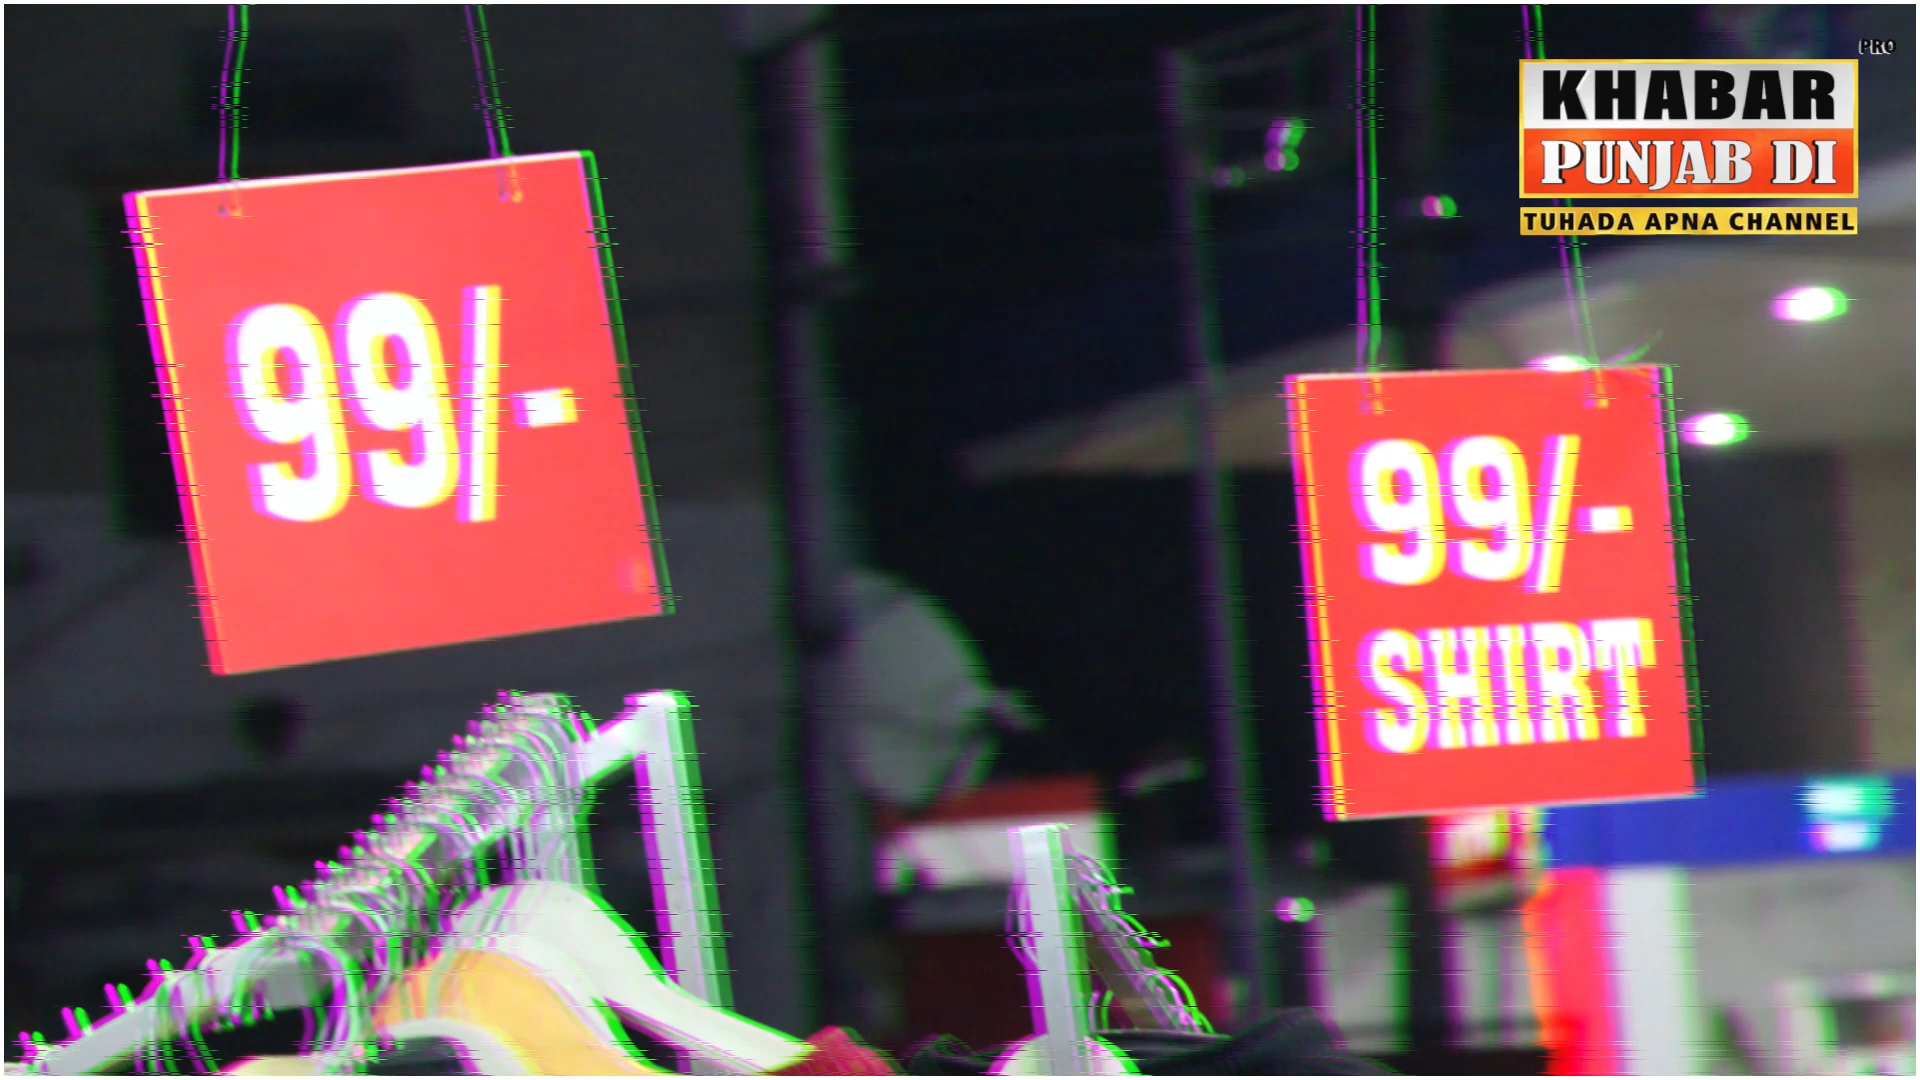 PRO
KHABAR
PUNJAB DI
TUHADA APNA CHANNEL
99/-
99/-
SHIRT